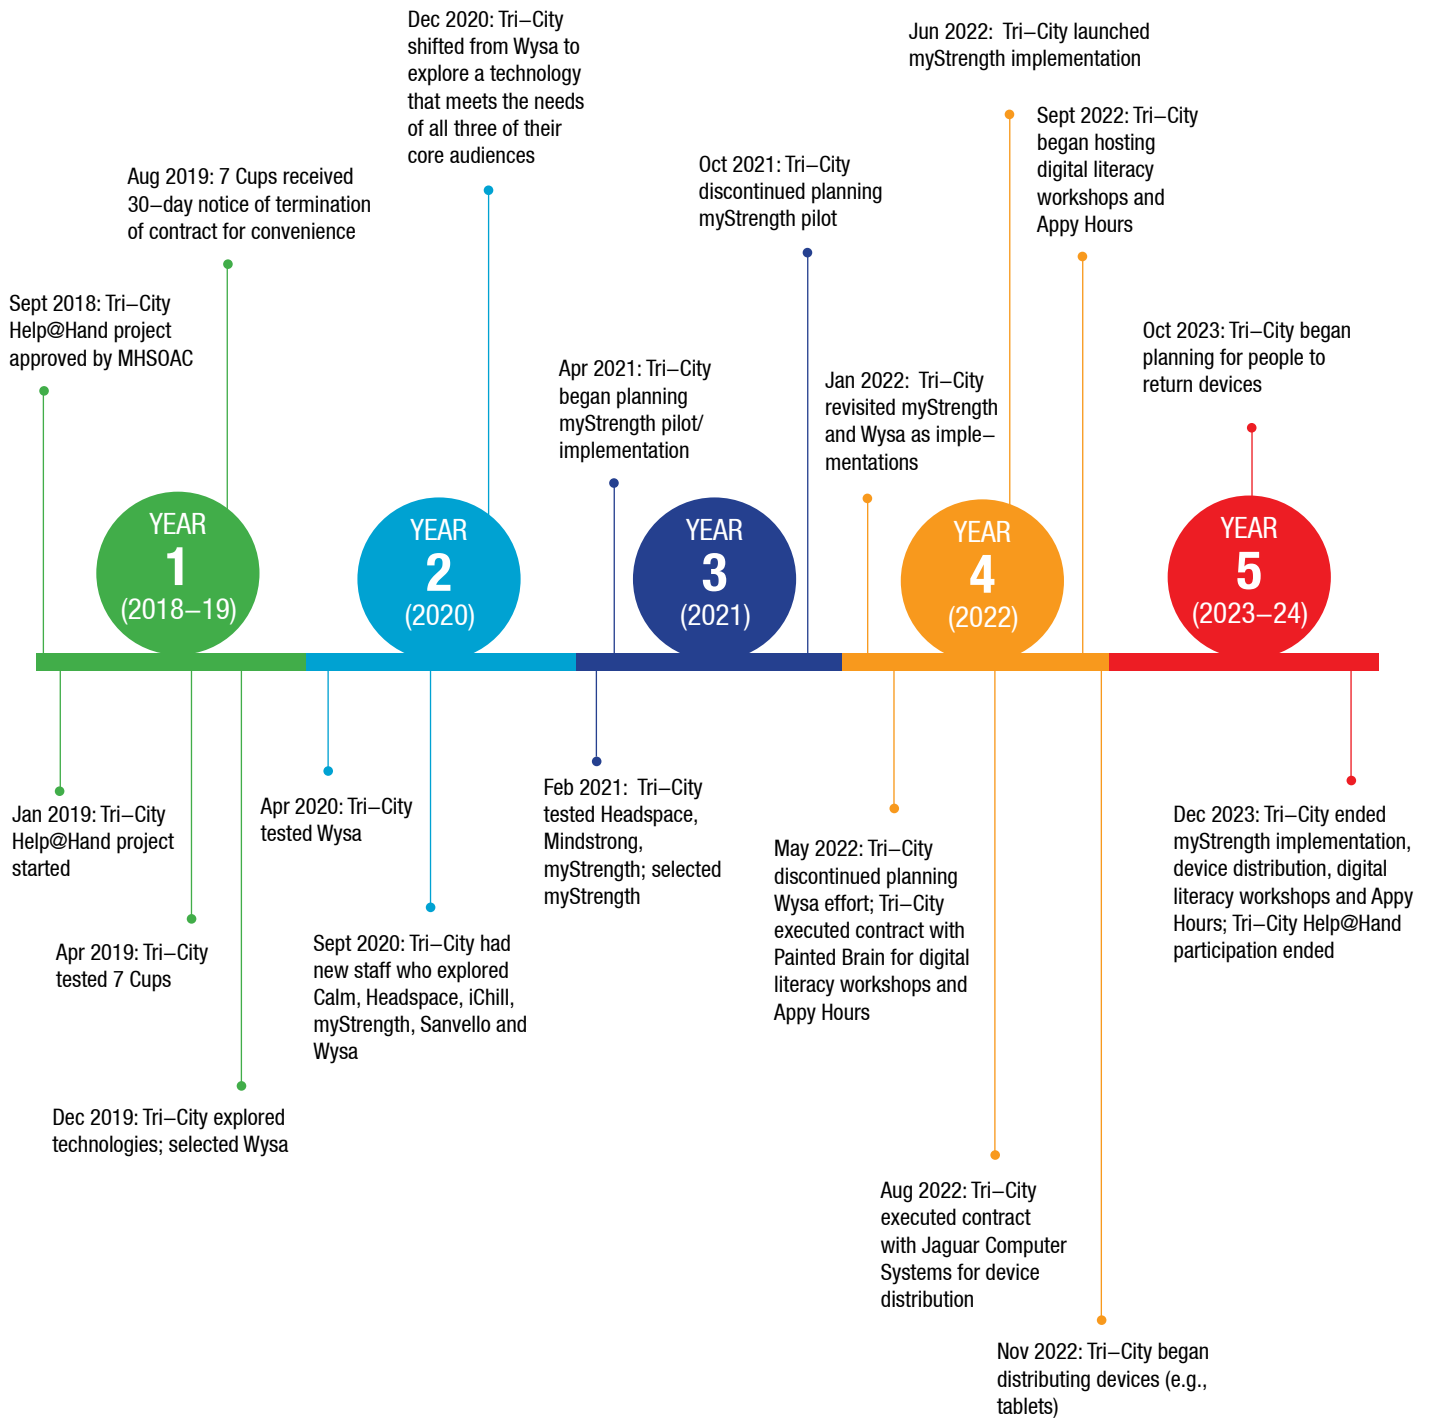 Dec 2020: Tri–City
shifted from Wysa to
explore a technology
that meets the needs
of all three of their
core audiences
Jun 2022:  Tri–City launched
myStrength implementation
Sept 2022: Tri–City
began hosting
digital literacy
workshops and
Appy Hours
Aug 2019: 7 Cups received
30–day notice of termination
of contract for convenience
Oct 2021: Tri–City
discontinued planning
myStrength pilot
Sept 2018: Tri–City
Help@Hand project
approved by MHSOAC
Apr 2021: Tri–City
began planning
myStrength pilot/
implementation
Jan 2022:  Tri–City
revisited myStrength
and Wysa as imple–
mentations
Oct 2023: Tri–City began
planning for people to
return devices
YEAR
1
(2018–19)
YEAR
2
(2020)
YEAR
3
(2021)
YEAR
4
(2022)
YEAR
5
(2023–24)
Jan 2019: Tri–City
Help@Hand project
started
Apr 2019: Tri–City
tested 7 Cups
Dec 2019: Tri–City explored
technologies; selected Wysa
Apr 2020: Tri–City
tested Wysa
Sept 2020: Tri–City had
new staff who explored
Calm, Headspace, iChill,
myStrength, Sanvello and
Wysa
Feb 2021:  Tri–City
tested Headspace,
Mindstrong,
myStrength; selected
myStrength
May 2022: Tri–City
discontinued planning
Wysa effort; Tri–City
executed contract with
Painted Brain for digital
literacy workshops and
Appy Hours
Aug 2022: Tri–City
executed contract
with Jaguar Computer
Systems for device
distribution
Nov 2022: Tri–City began
distributing devices (e.g.,
tablets)
Dec 2023: Tri–City ended
myStrength implementation,
device distribution, digital
literacy workshops and Appy
Hours; Tri–City Help@Hand
participation ended